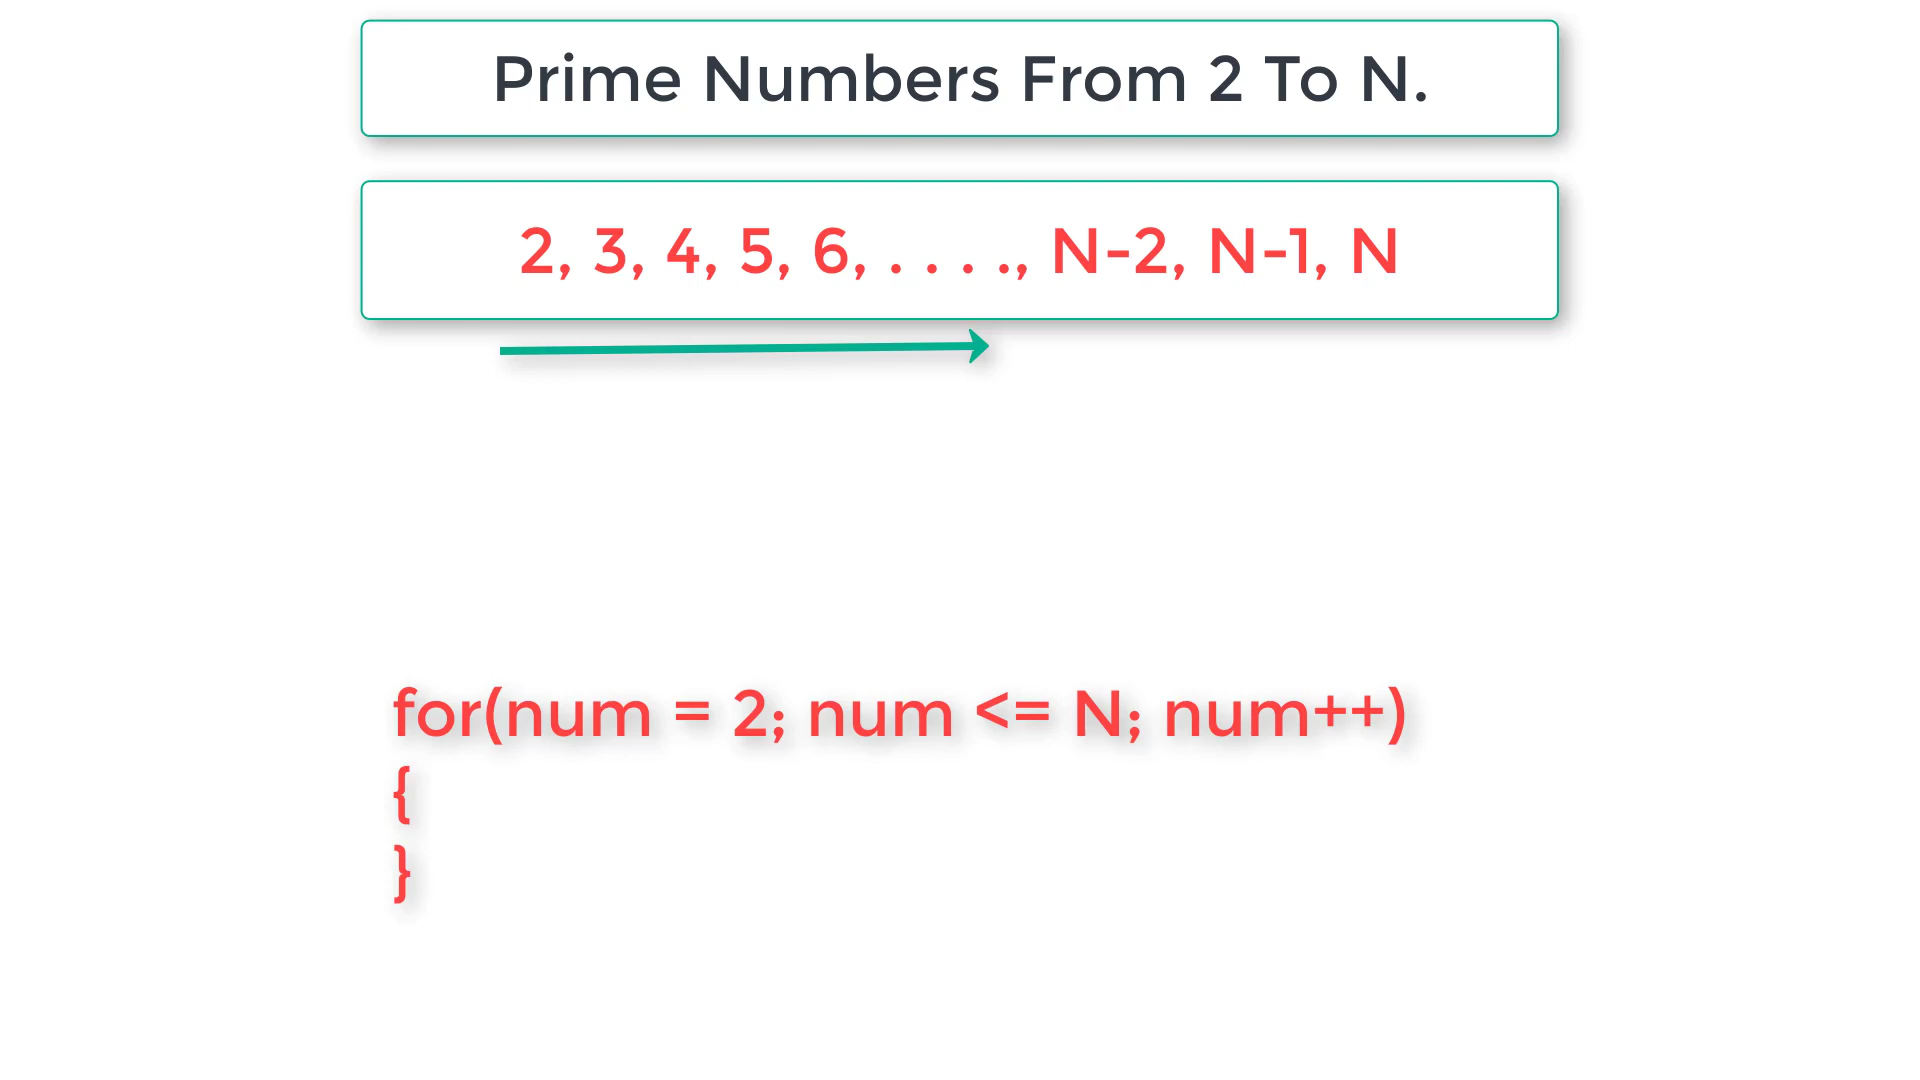 Prime Numbers From 2 To N.
2, 3, 4, 5, 6, . . . ., N-2, N-1, N
for(num = 2; num <= N; num++)
{
}